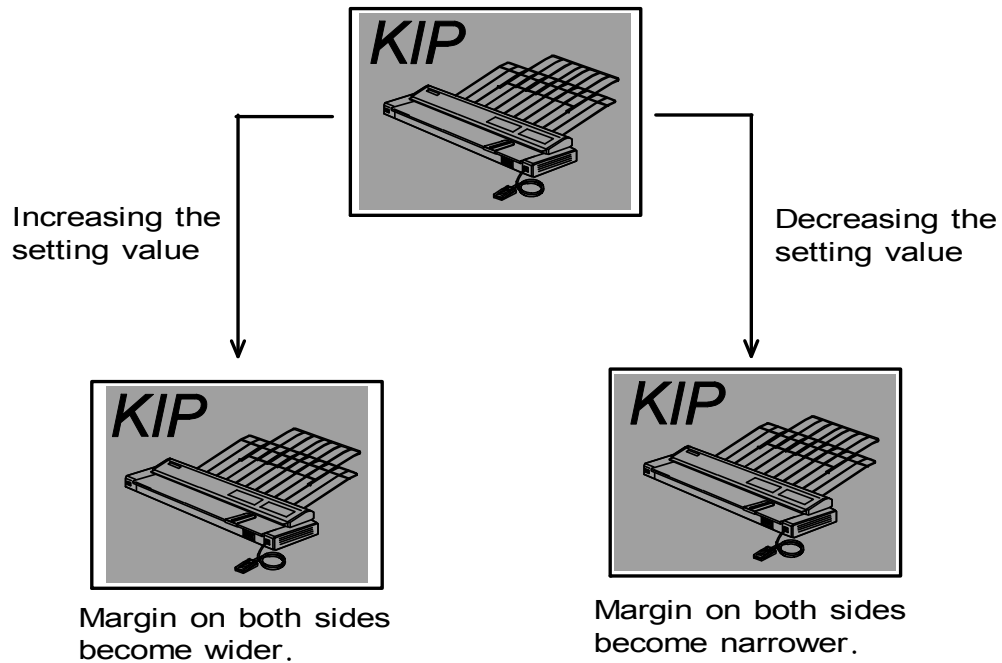 KIP
Increasing the
setting value
Decreasing the
setting value
KIP
KIP
Margin on both sides
become wider.
Margin on both sides
become narrower.